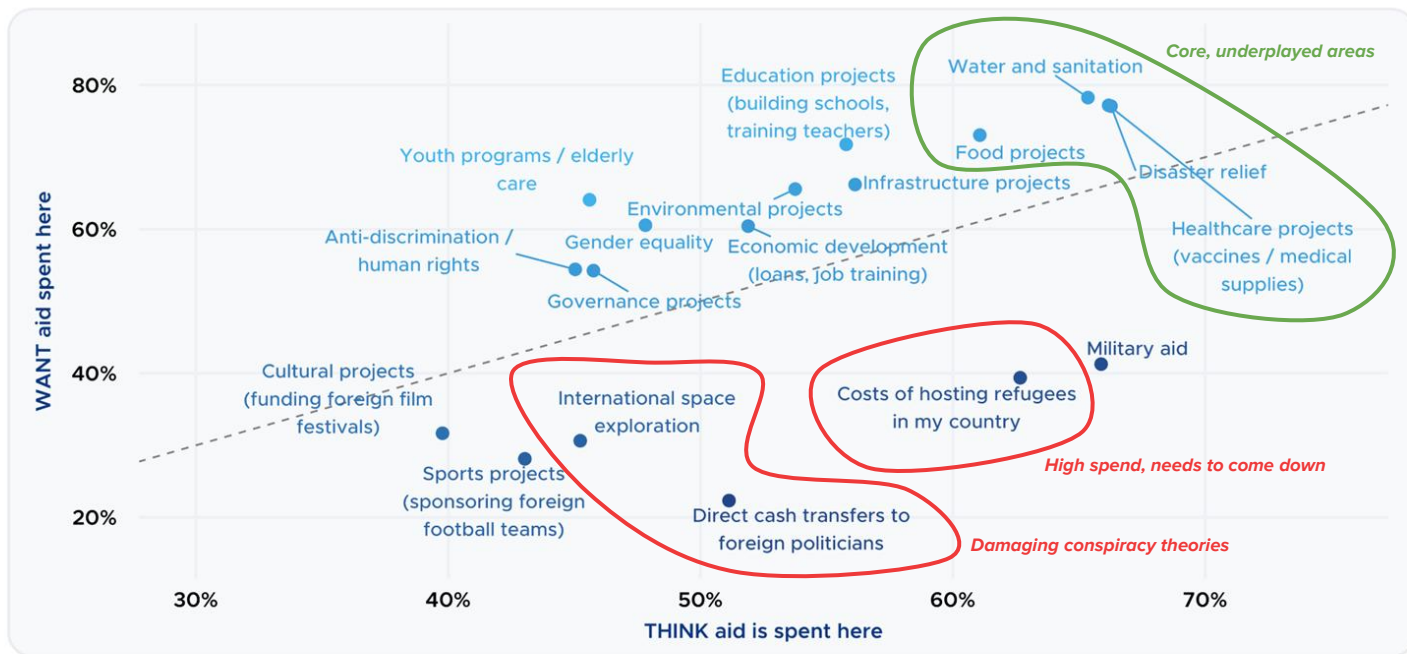 Core, underplayed areas
Water and sanitation
80%
Education projects
(building schools,
training teachers)
Food projects
Youth programs / elderly
care
Disaster relief
Infrastructure projects
Environmental projects
WANT aid spent here
60%
Anti-discrimination /
human rights
Gender equality
Economic development
(loans, job training)
Healthcare projects
(vaccines / medical
supplies)
Governance projects
Military aid
40%
Cultural projects
(funding foreign film
festivals)
International space
exploration
Costs of hosting refugees
in my country
High spend, needs to come down
Sports projects
(sponsoring foreign
football teams)
20%
Direct cash transfers to
foreign politicians
Damaging conspiracy theories
30%
40%
50%
60%
70%
THINK aid is spent here